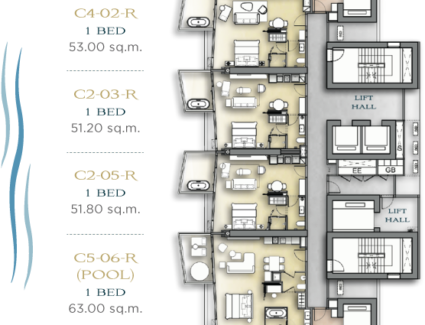 C4-02-R
1 BED
53.00 sq.m.
C2-03-R
1 BED
51.20 sq.m.
C2-05-R
1 BED
51.80 sq.m.
C5-06-R
(POOL)
1 BED
63.00 sq.m.
LIFT
HALL
EE
GB
LIFT
HALL